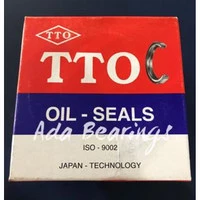 TTO
TTO
OIL - SEALS
Ada Bearings
ISO - 9002
JAPAN - TECHNOLOGY